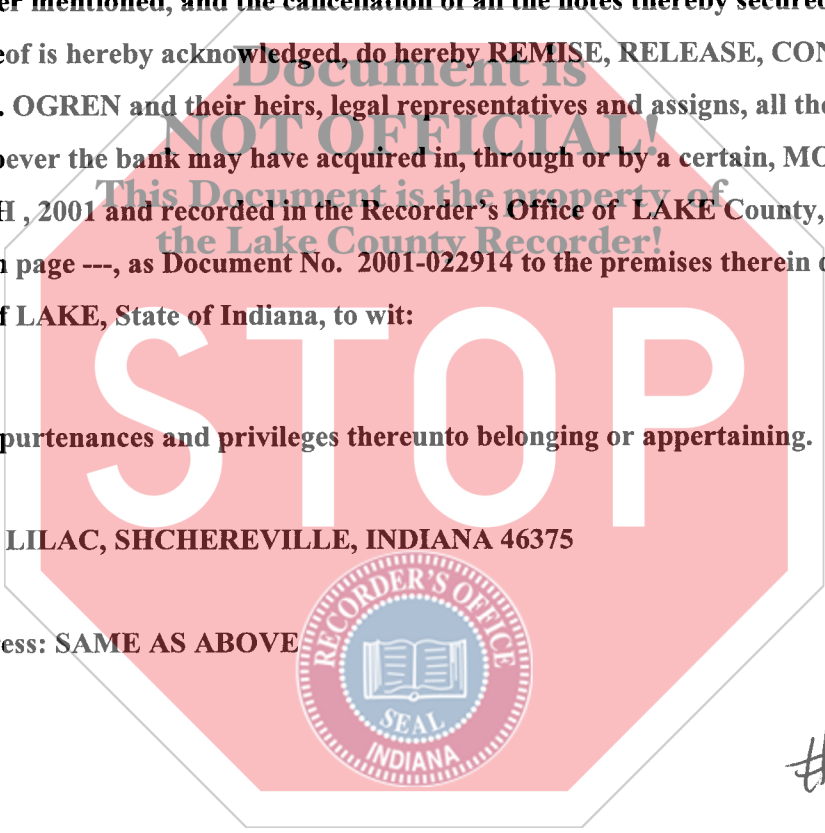 er mentioned, and the cancellation of all the notes thereby secured
eof is hereby acknowledged, do hereby REMISE, RELEASE, CON
Document is
. OGREN and their heirs, legal representatives and assigns, all the
NOT OFFICIAL!
oever the bank may have acquired in, through or by a certain, MO
This Document is the property of
H , 2001 and recorded in the Recorder's Office of LAKE County,
the Lake County Recorder!
n page ---, as Document No. 2001-022914 to the premises therein d
f LAKE, State of Indiana, to wit:
STOP
purtenances and privileges thereunto belonging or appertaining.
LILAC, SHCHEREVILLE, INDIANA 46375
RECORDER'S OFFICE
ess: SAME AS ABOVE
SEAL
INDIANA
#